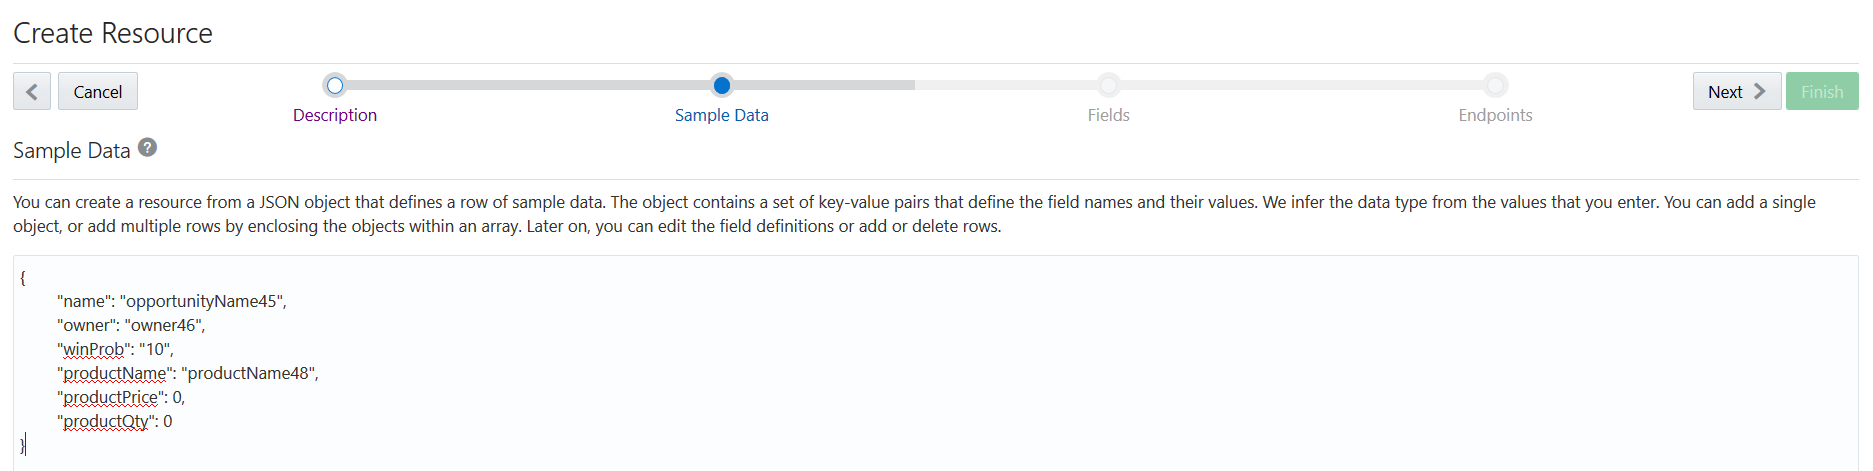 Create Resource
Cancel
Next
Finish
Description
Sample Data
Fields
Endpoints
Sample Data ?
You can create a resource from a JSON object that defines a row of sample data. The object contains a set of key-value pairs that define the field names and their values. We infer the data type from the values that you enter. You can add a single
object, or add multiple rows by enclosing the objects within an array. Later on, you can edit the field definitions or add or delete rows.
{
"name": "opportunityName45",
"owner": "owner46",
"winProb": "10",
"productName": "productName48",
"productPrice": 0,
"productQty": 0
}